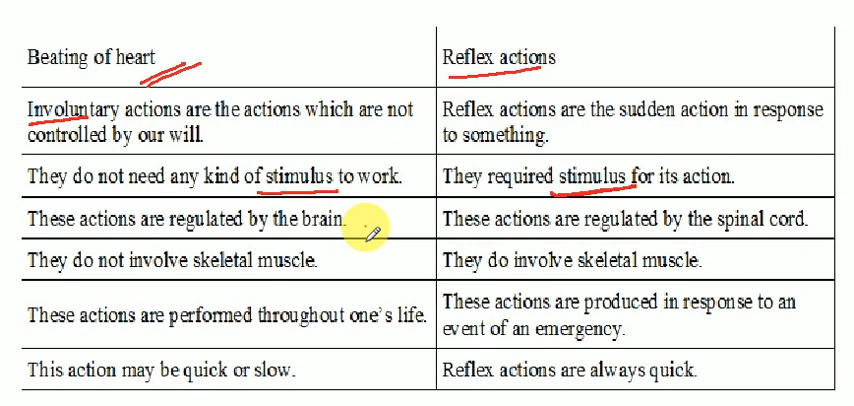 Beating of heart
Reflex actions
Involuntary actions are the actions which are not
controlled by our will.
Reflex actions are the sudden action in response
to something.
They do not need any kind of stimulus to work.
They required stimulus for its action.
These actions are regulated by the brain.
These actions are regulated by the spinal cord.
They do not involve skeletal muscle.
They do involve skeletal muscle.
These actions are performed throughout one's life.
These actions are produced in response to an
event of an emergency.
This action may be quick or slow.
Reflex actions are always quick.